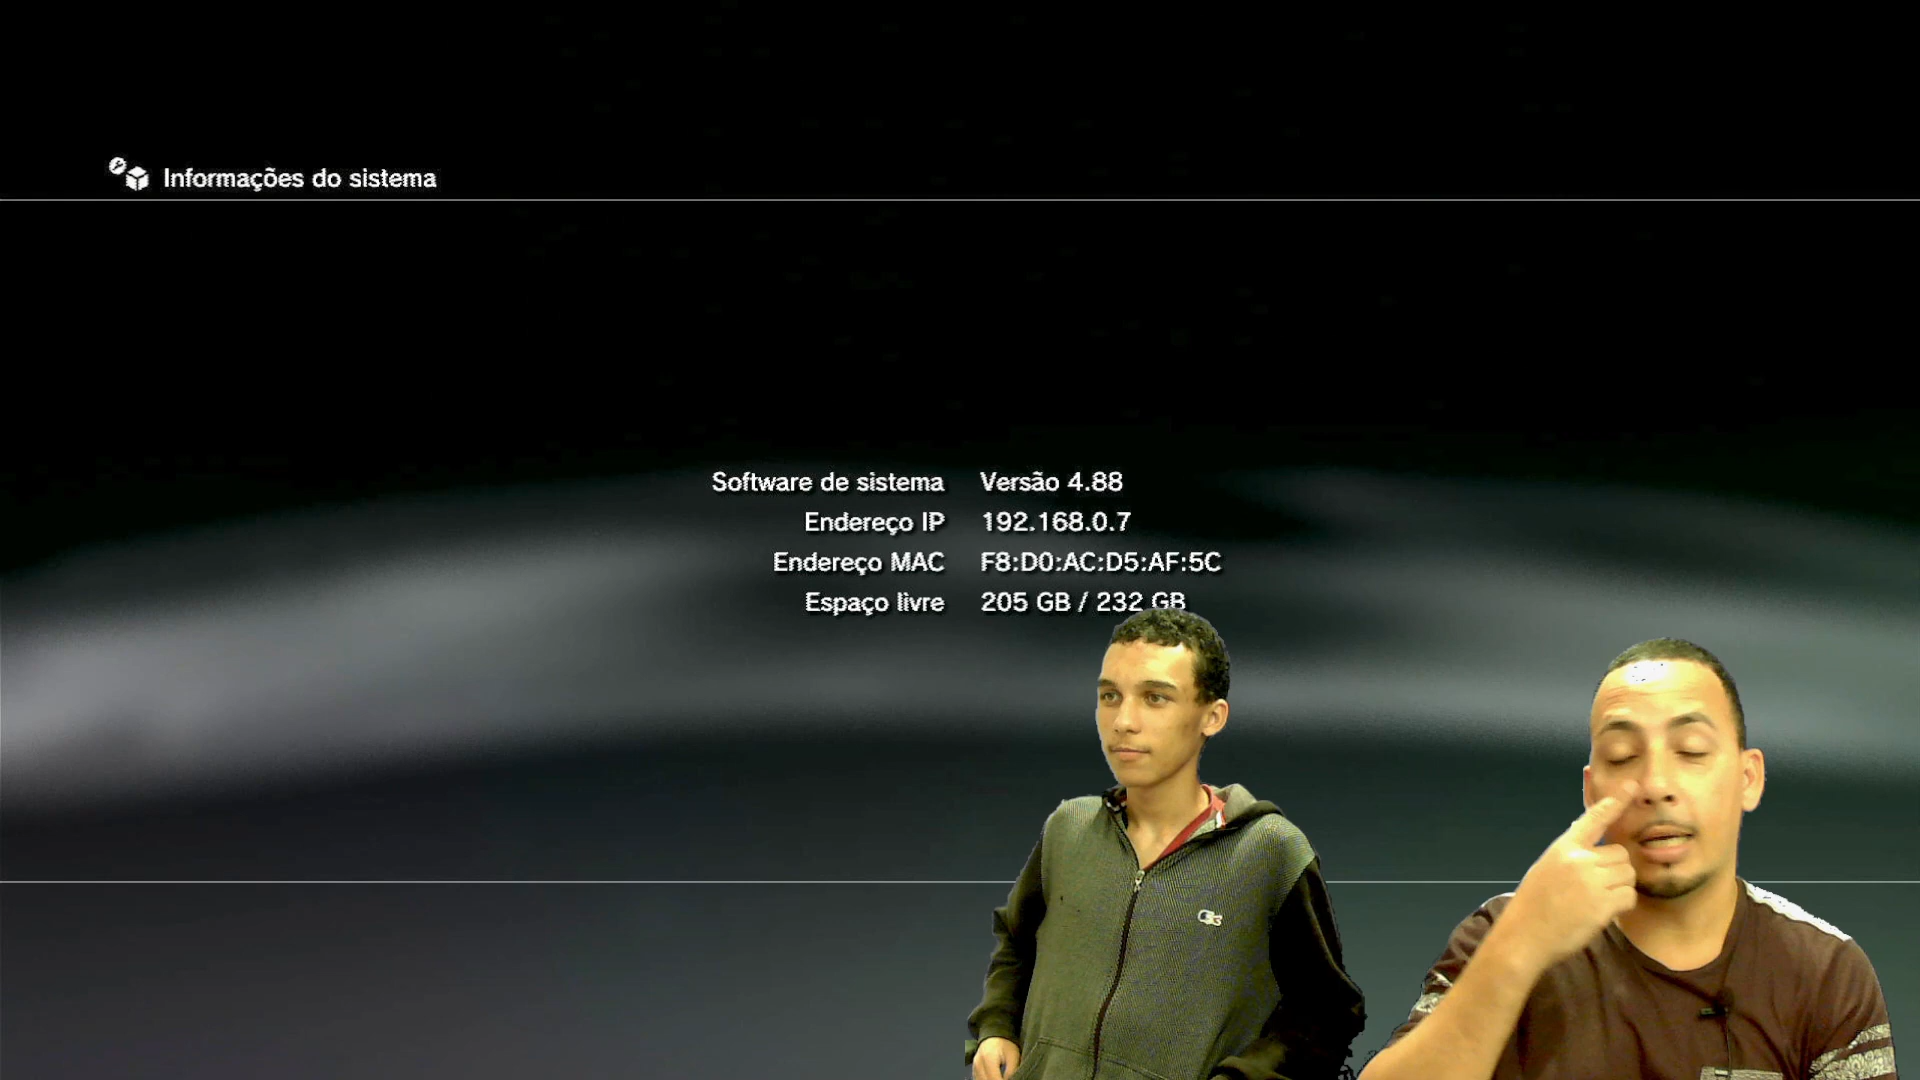 Informações do sistema
Software de sistema Versão 4.88
Endereço IP 192.168.0.7
Endereço MAC F8:D0:AC:D5:AF:5C
Espaço livre 205 GB / 232 GB